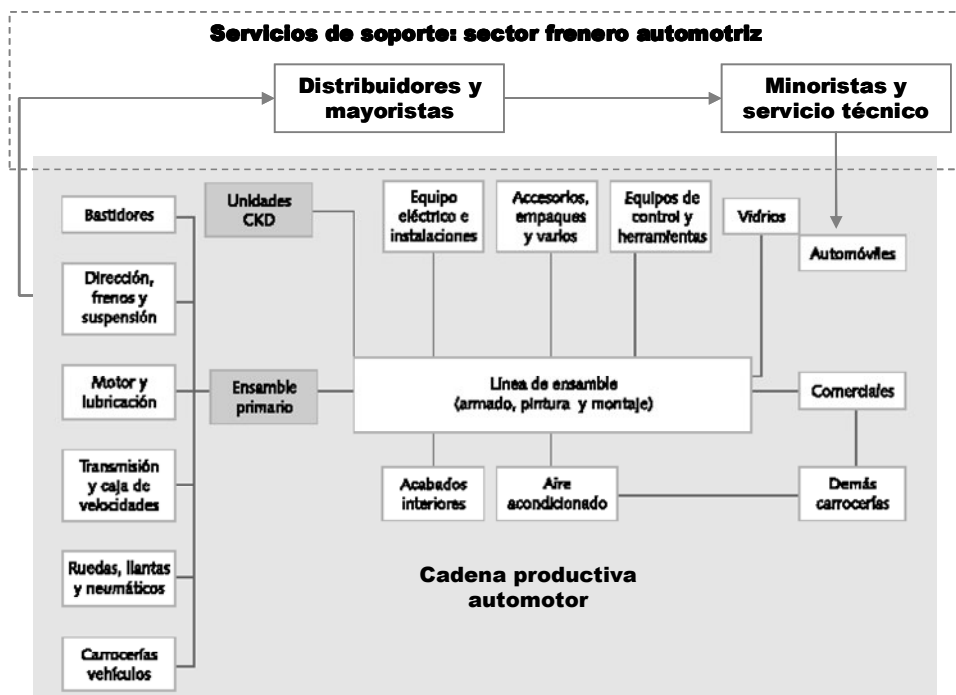 Servicios de soporte: sector frenero automotriz
Distribuidores y
mayoristas
Minoristas y
servicio técnico
Bastidores
Unidades
CKD
Equipo
eléctrico e
instalaciones
Accesorios,
empaques
y varios
Equipos de
control y
herramientas
Vidrios
Automóviles
Dirección,
frenos y
suspensión
Motor y
lubricación
Ensamble
primario
Línea de ensamble
(armado, pintura y montaje)
Comerciales
Transmisión
y caja de
velocidades
Acabados
interiores
Aire
acondicionado
Demás
carrocerías
Ruedas, llantas
y neumáticos
Cadena productiva
automotor
Carrocerías
vehículos